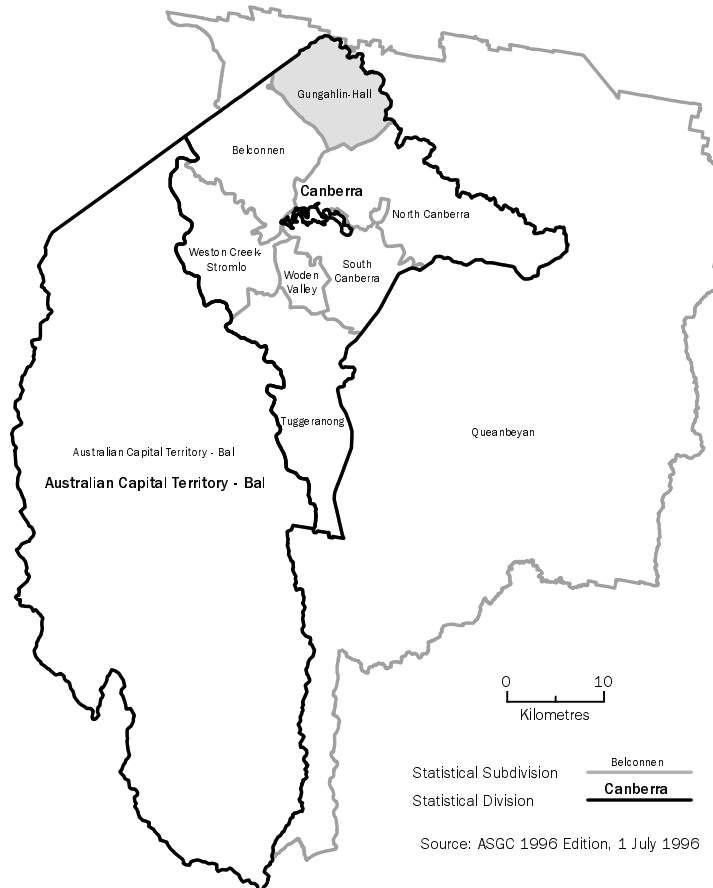 Gungahlin-Hall
Belconnen
Canberra
North Canberra
Weston Creek-
Stromlo
Woden
Valley
South
Canberra
Tuggeranong
Queanbeyan
Australian Capital Territory - Bal
Australian Capital Territory - Bal
0 10
Kilometres
Belconnen
Statistical Subdivision
Canberra
Statistical Division
Source: ASGC 1996 Edition, 1 July 1996